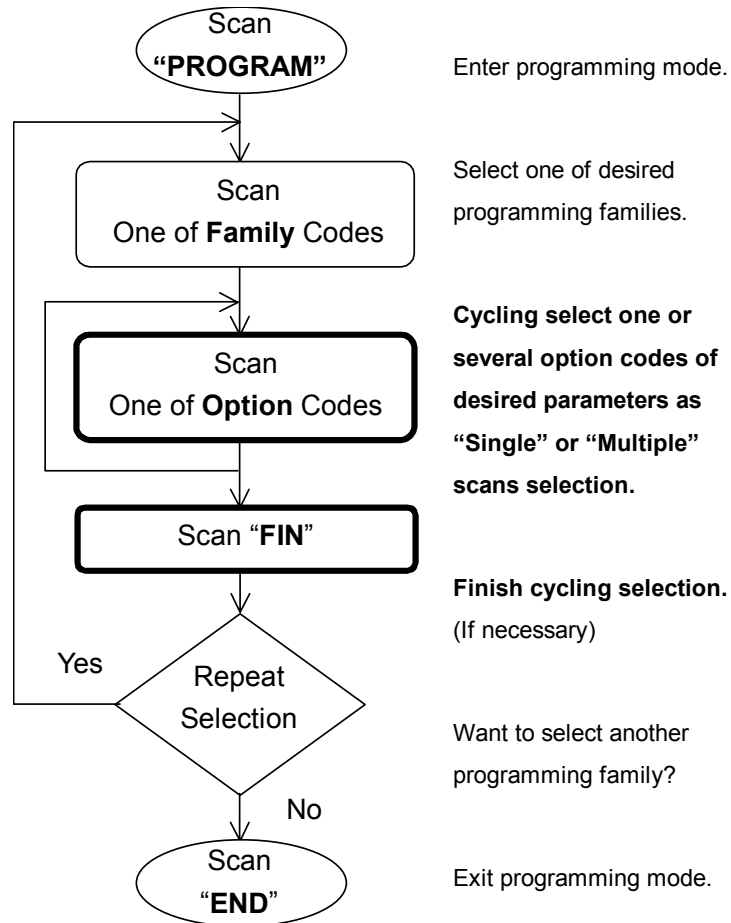 Scan
“PROGRAM”
Enter programming mode.
Scan
One of Family Codes
Select one of desired
programming families.
Scan
One of Option Codes
Cycling select one or
several option codes of
desired parameters as
“Single” or “Multiple”
scans selection.
Scan “FIN”
Finish cycling selection.
(If necessary)
Yes
Repeat
Selection
Want to select another
programming family?
No
Scan
“END”
Exit programming mode.